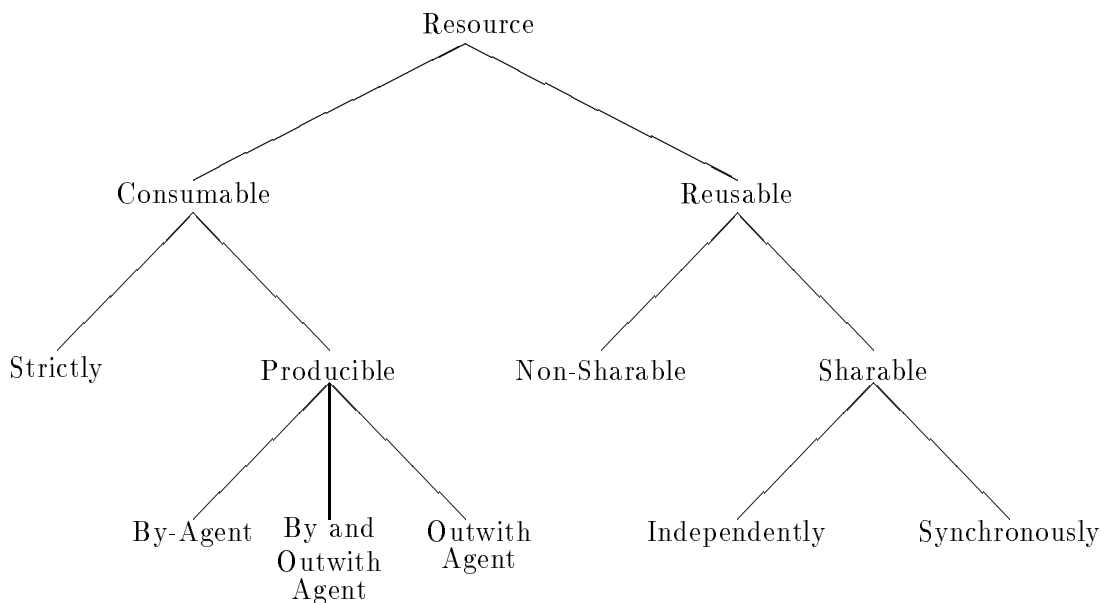 Resource
Consumable
Reusable
Strictly
Producible
Non-Sharable
Sharable
By-Agent
By and
Outwith
Agent
Outwith
Agent
Independently
Synchronously